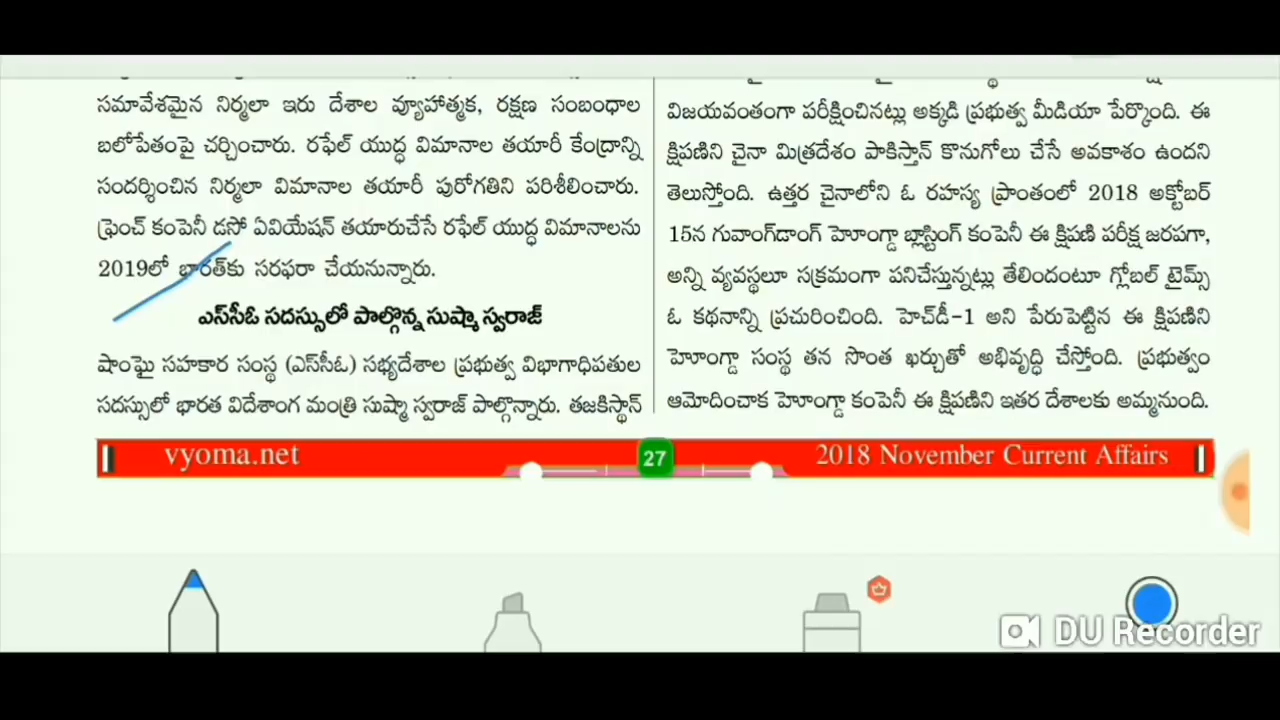 సమావేశమైన నిర్మలా ఇరు దేశాల వ్యూహాత్మక, రక్షణ సంబంధాల
బలోపేతంపై చర్చించారు. రఫేల్ యుద్ధ విమానాల తయారీ కేంద్రాన్ని
సందర్శించిన నిర్మలా విమానాల తయారీ పురోగతిని పరిశీలించారు.
ఫ్రెంచ్ కంపెనీ డసో ఏవియేషన్ తయారుచేసే రఫేల్ యుద్ధ విమానాలను
2019లో భారత్‌కు సరఫరా చేయనున్నారు.
ఎస్‌సీఓ సదస్సులో పాల్గొన్న సుష్మా స్వరాజ్
షాంఘై సహకార సంస్థ (ఎస్‌సీఓ) సభ్యదేశాల ప్రభుత్వ విభాగాధిపతుల
సదస్సులో భారత విదేశాంగ మంత్రి సుష్మా స్వరాజ్ పాల్గొన్నారు. తజకిస్థాన్
విజయవంతంగా పరీక్షించినట్లు అక్కడి ప్రభుత్వ మీడియా పేర్కొంది. ఈ
క్షిపణిని చైనా మిత్రదేశం పాకిస్తాన్ కొనుగోలు చేసే అవకాశం ఉందని
తెలుస్తోంది. ఉత్తర చైనాలోని ఓ రహస్య ప్రాంతంలో 2018 అక్టోబర్
15న గువాంగ్‌డాంగ్ హెూంగ్డా బ్లాస్టింగ్ కంపెనీ ఈ క్షిపణి పరీక్ష జరపగా,
అన్ని వ్యవస్థలూ సక్రమంగా పనిచేస్తున్నట్లు తేలిందంటూ గ్లోబల్ టైమ్స్
ఓ కథనాన్ని ప్రచురించింది. హెచ్‌డీ-1 అని పేరుపెట్టిన ఈ క్షిపణిని
హెూంగ్డా సంస్థ తన సొంత ఖర్చుతో అభివృద్ధి చేస్తోంది. ప్రభుత్వం
ఆమోదించాక హెూంగ్డా కంపెనీ ఈ క్షిపణిని ఇతర దేశాలకు అమ్మనుంది.
vyoma.net
27
2018 November Current Affairs
DU Recorder